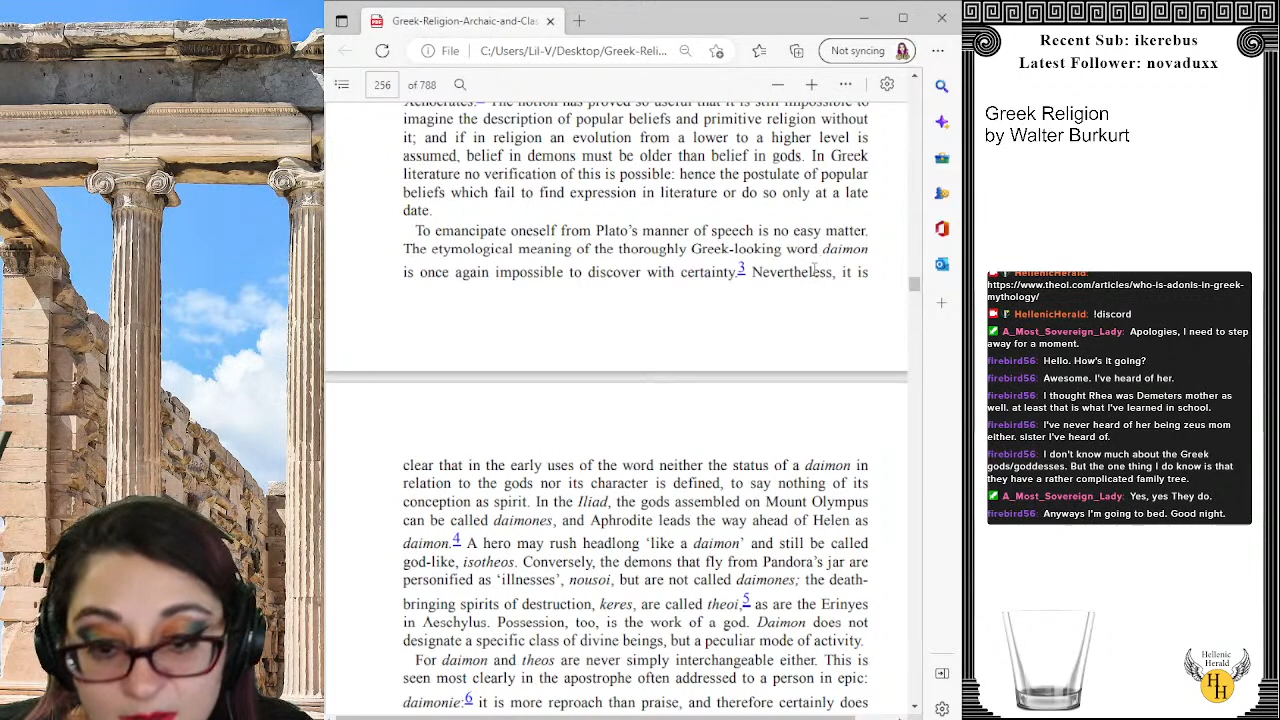 Greek-Religion-Archaic-and-Clas
File
C:/Users/Lil-V/Desktop/Greek-Reli...
Not syncing
256 of 788
Xenocrates. The notion has proved so useful that it is still impossible to
imagine the description of popular beliefs and primitive religion without
it; and if in religion an evolution from a lower to a higher level is
assumed, belief in demons must be older than belief in gods. In Greek
literature no verification of this is possible: hence the postulate of popular
beliefs which fail to find expression in literature or do so only at a late
date.
To emancipate oneself from Plato's manner of speech is no easy matter.
The etymological meaning of the thoroughly Greek-looking word daimon
is once again impossible to discover with certainty.3 Nevertheless, it is
clear that in the early uses of the word neither the status of a daimon in
relation to the gods nor its character is defined, to say nothing of its
conception as spirit. In the Iliad, the gods assembled on Mount Olympus
can be called daimones, and Aphrodite leads the way ahead of Helen as
daimon.4 A hero may rush headlong ‘like a daimon’ and still be called
god-like, isotheos. Conversely, the demons that fly from Pandora's jar are
personified as ‘illnesses’, nousoi, but are not called daimones; the death-
bringing spirits of destruction, keres, are called theoi,5 as are the Erinyes
in Aeschylus. Possession, too, is the work of a god. Daimon does not
designate a specific class of divine beings, but a peculiar mode of activity.
For daimon and theos are never simply interchangeable either. This is
seen most clearly in the apostrophe often addressed to a person in epic:
daimonie:6 it is more reproach than praise, and therefore certainly does
Recent Sub: ikerebus
Latest Follower: novaduxx
Greek Religion
by Walter Burkurt
HellenicHerald:
https://www.theoi.com/articles/who-is-adonis-in-greek-
mythology/
HellenicHerald: !discord
A_Most_Sovereign_Lady: Apologies, I need to step
away for a moment.
firebird56: Hello. How's it going?
firebird56: Awesome. I've heard of her.
firebird56: I thought Rhea was Demeters mother as
well. at least that is what I've learned in school.
firebird56: I've never heard of her being zeus mom
either. sister I've heard of.
firebird56: I don't know much about the Greek
gods/goddesses. But the one thing I do know is that
they have a rather complicated family tree.
A_Most_Sovereign_Lady: Yes, yes They do.
firebird56: Anyways I'm going to bed. Good night.
Hellenic
Herald
HH